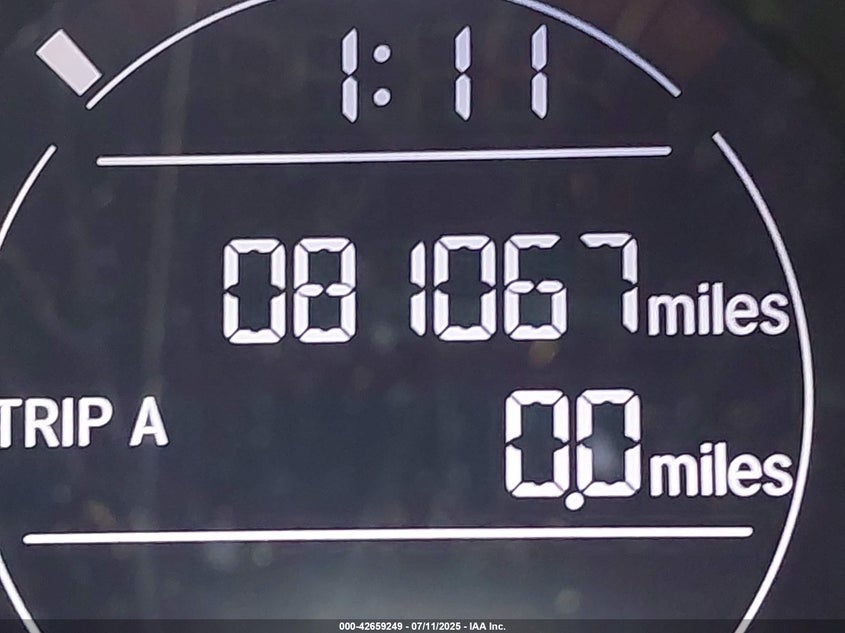 1:11
081067 miles
TRIP A
0.0 miles
000-42659249 - 07/11/2025 - IAA Inc.